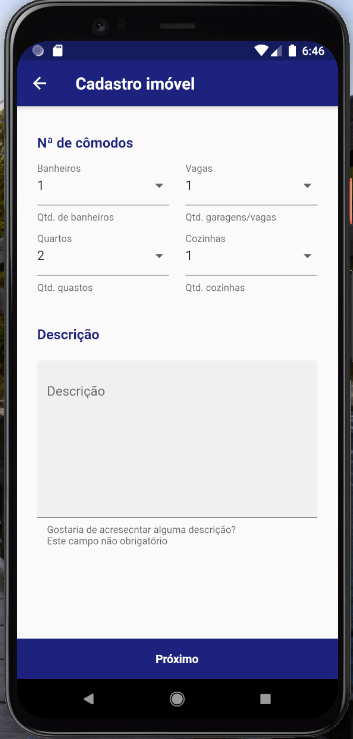 6:46
Cadastro imóvel
Nª de cômodos
Banheiros Vagas
1 1
Qtd. de banheiros Qtd. garagens/vagas
Quartos Cozinhas
2 1
Qtd. quastos Qtd. cozinhas
Descrição
Descrição
Gostaria de acresecntar alguma descrição?
Este campo não obrigatório
Próximo